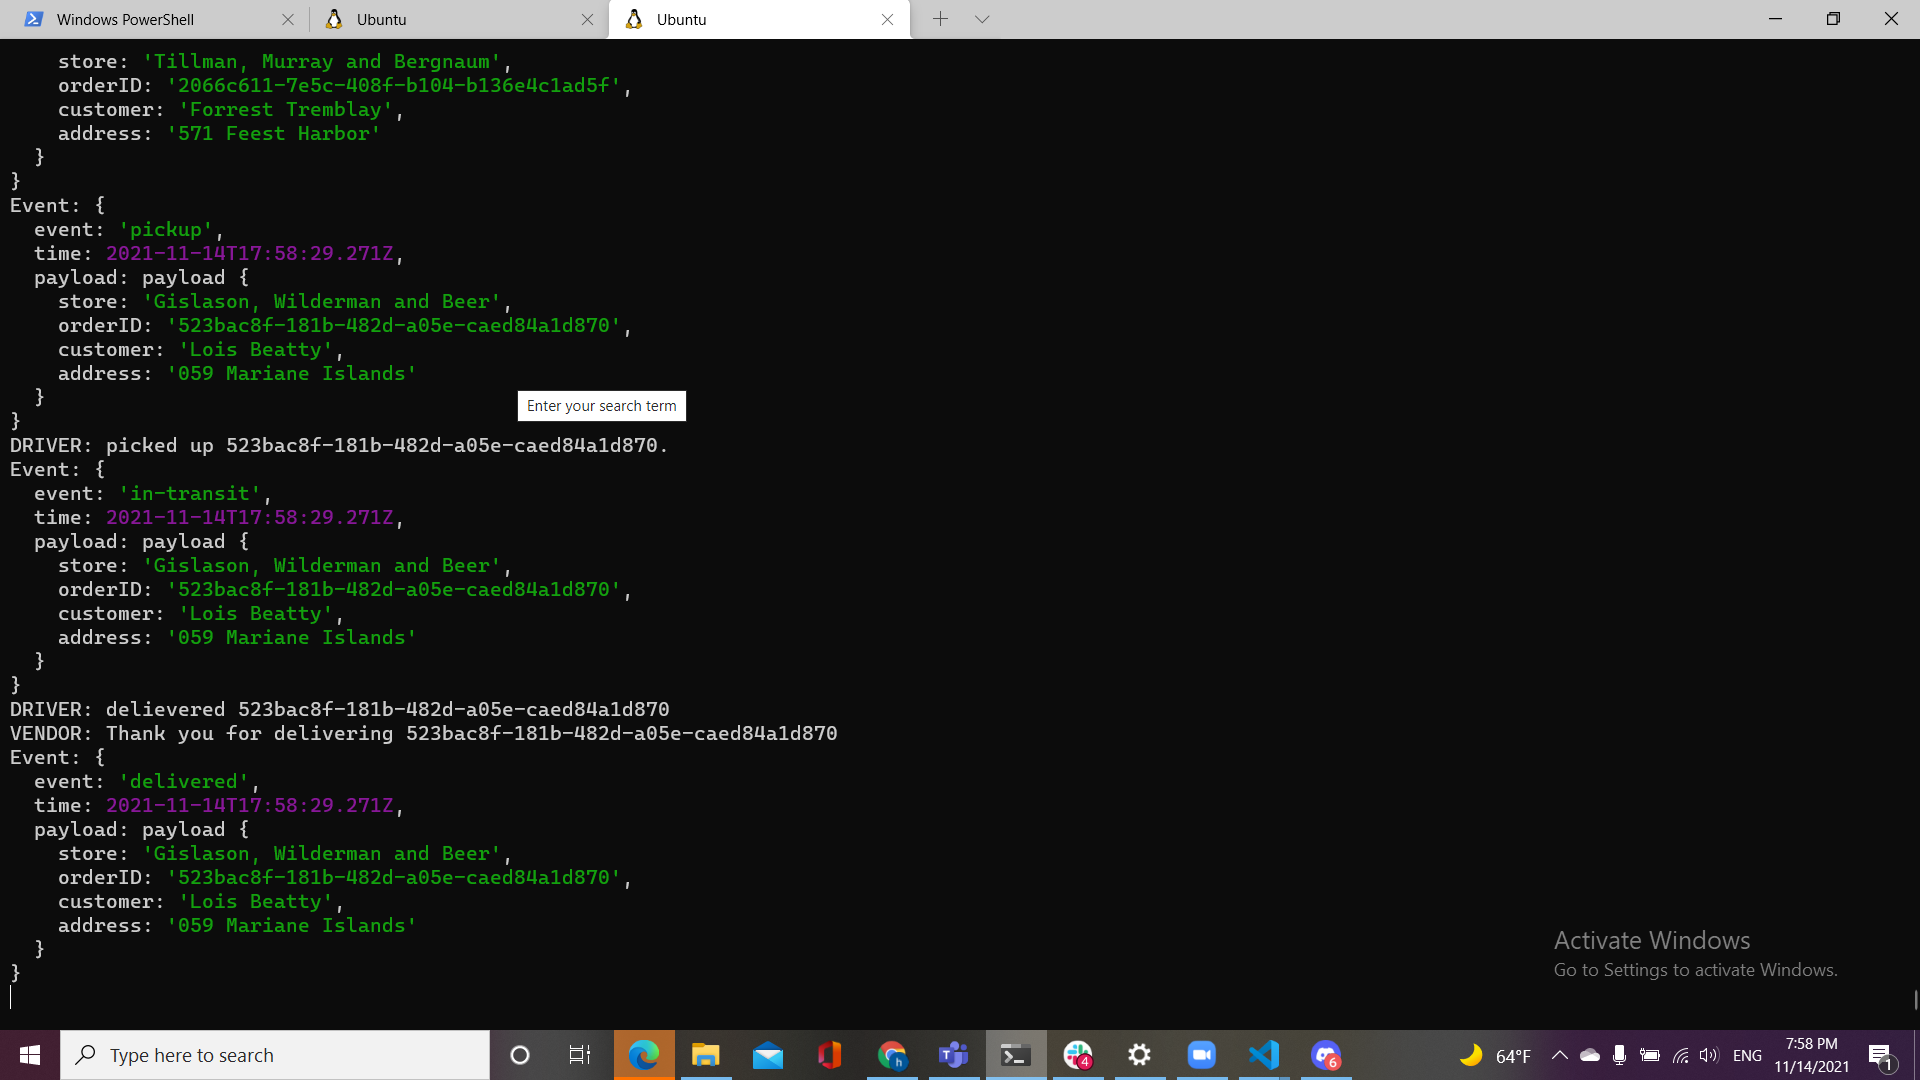 Windows PowerShell
Ubuntu
Ubuntu
store: 'Tillman, Murray and Bergnaum',
orderID: '2066c611-7e5c-408f-b104-b136e4c1ad5f',
customer: 'Forrest Tremblay',
address: '571 Feest Harbor'
}
}
Event: {
event: 'pickup',
time: 2021-11-14T17:58:29.271Z,
payload: payload {
store: 'Gislason, Wilderman and Beer',
orderID: '523bac8f-181b-482d-a05e-caed84a1d870',
customer: 'Lois Beatty',
address: '059 Mariane Islands'
}
}
Enter your search term
DRIVER: picked up 523bac8f-181b-482d-a05e-caed84a1d870.
Event: {
event: 'in-transit',
time: 2021-11-14T17:58:29.271Z,
payload: payload {
store: 'Gislason, Wilderman and Beer',
orderID: '523bac8f-181b-482d-a05e-caed84a1d870',
customer: 'Lois Beatty',
address: '059 Mariane Islands'
}
}
DRIVER: delievered 523bac8f-181b-482d-a05e-caed84a1d870
VENDOR: Thank you for delivering 523bac8f-181b-482d-a05e-caed84a1d870
Event: {
event: 'delivered',
time: 2021-11-14T17:58:29.271Z,
payload: payload {
store: 'Gislason, Wilderman and Beer',
orderID: '523bac8f-181b-482d-a05e-caed84a1d870',
customer: 'Lois Beatty',
address: '059 Mariane Islands'
}
}
Activate Windows
Go to Settings to activate Windows.
Type here to search
h
T
4
6
64°F
ENG
7:58 PM
11/14/2021
1